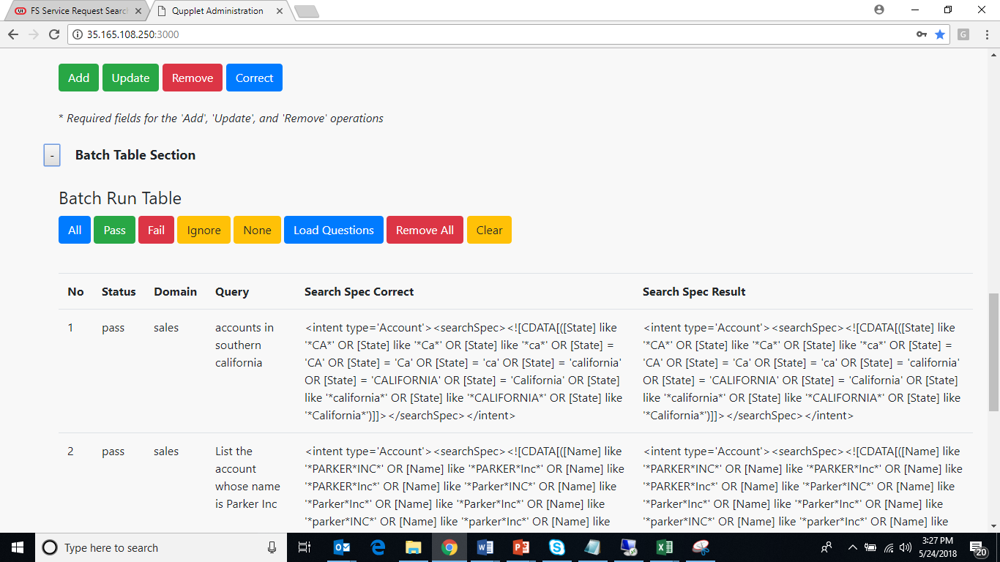 FS Service Request Search
Qupplet Administration
35.165.108.250:3000
G
Add Update Remove Correct
* Required fields for the 'Add', 'Update', and 'Remove' operations
- Batch Table Section
Batch Run Table
All Pass Fail Ignore None Load Questions Remove All Clear
No Status Domain Query Search Spec Correct Search Spec Result
1 pass sales
accounts in
southern
california
<intent type='Account'><searchSpec><![CDATA[([State] like
'*CA*' OR [State] like '*Ca*' OR [State] like '*ca*' OR [State] =
'CA' OR [State] = 'Ca' OR [State] = 'ca' OR [State] = 'california'
OR [State] = 'CALIFORNIA' OR [State] = 'California' OR [State]
like '*california*' OR [State] like '*CALIFORNIA*' OR [State] like
'*California*')]]></searchSpec></intent>
<intent type='Account'><searchSpec><![CDATA[([State] like
'*CA*' OR [State] like '*Ca*' OR [State] like '*ca*' OR [State] =
'CA' OR [State] = 'Ca' OR [State] = 'ca' OR [State] = 'california'
OR [State] = 'CALIFORNIA' OR [State] = 'California' OR [State]
like '*california*' OR [State] like '*CALIFORNIA*' OR [State] like
'*California*')]]></searchSpec></intent>
2 pass sales
List the
account
whose name
is Parker Inc
<intent type='Account'><searchSpec><![CDATA[([Name] like
'*PARKER*INC*' OR [Name] like '*PARKER*Inc*' OR [Name] like
'*PARKER*Inc*' OR [Name] like '*Parker*INC*' OR [Name] like
'*Parker*Inc*' OR [Name] like '*Parker*Inc*' OR [Name] like
'*parker*INC*' OR [Name] like '*parker*Inc*' OR [Name] like
<intent type='Account'><searchSpec><![CDATA[([Name] like
'*PARKER*INC*' OR [Name] like '*PARKER*Inc*' OR [Name] like
'*PARKER*Inc*' OR [Name] like '*Parker*INC*' OR [Name] like
'*Parker*Inc*' OR [Name] like '*Parker*Inc*' OR [Name] like
'*parker*INC*' OR [Name] like '*parker*Inc*' OR [Name] like
Type here to search
3:27 PM
5/24/2018
20